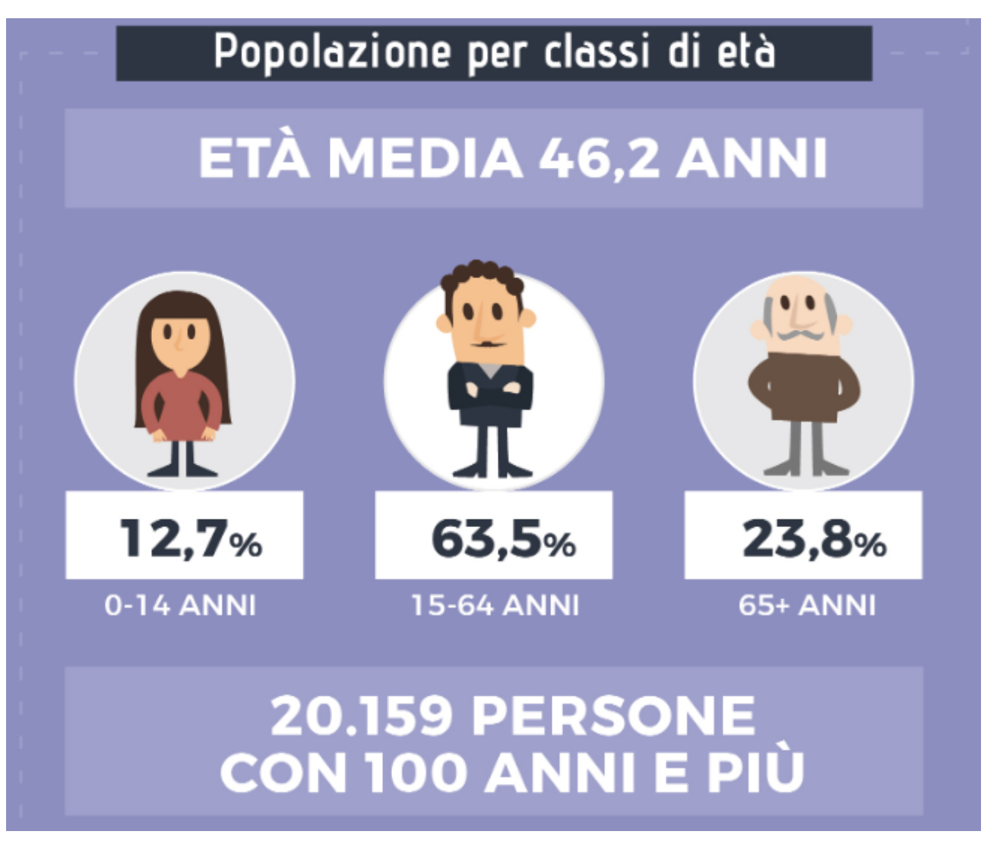 Popolazione per classi di età
ETÀ MEDIA 46,2 ANNI
12,7%
63,5%
23,8%
0-14 ANNI
15-64 ANNI
65+ ANNI
20.159 PERSONE
CON 100 ANNI E PIÙ